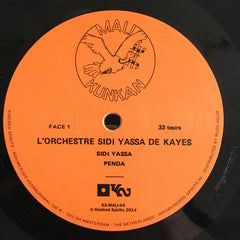 MALI
KUNKAN
FACE 1
33 tours
L'ORCHESTRE SIDI YASSA DE KAYES
SIDI YASSA
PENDA
KS-MALI-04
© Kindred Spirits 2014